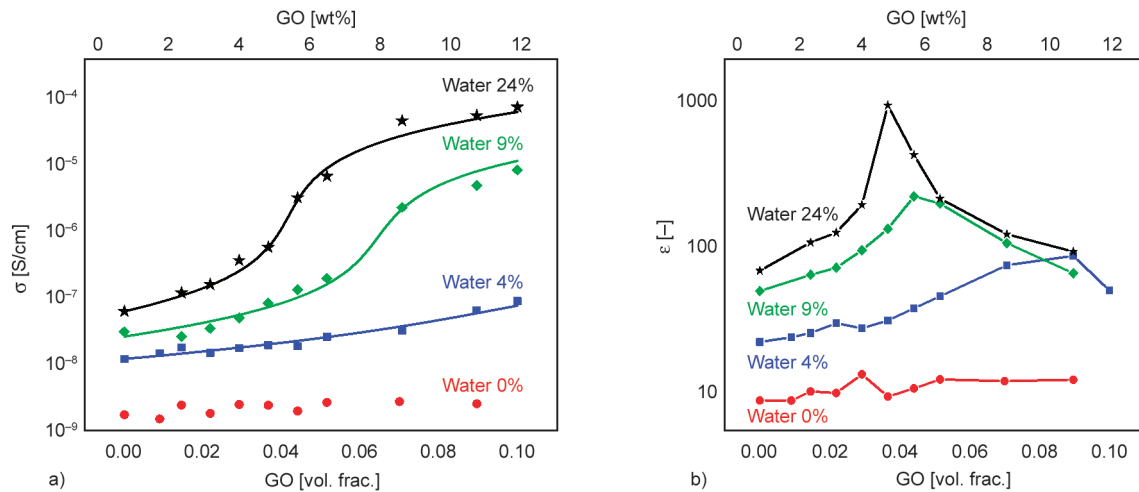 GO [wt%]
0 2 4 6 8 10 12
10⁻⁴
10⁻⁵
10⁻⁶
10⁻⁷
10⁻⁸
10⁻⁹
σ [S/cm]
Water 24%
Water 9%
Water 4%
Water 0%
0.00 0.02 0.04 0.06 0.08 0.10
a) GO [vol. frac.]
GO [wt%]
0 2 4 6 8 10 12
1000
100
10
ε [–]
Water 24%
Water 9%
Water 4%
Water 0%
0.00 0.02 0.04 0.06 0.08 0.10
b) GO [vol. frac.]